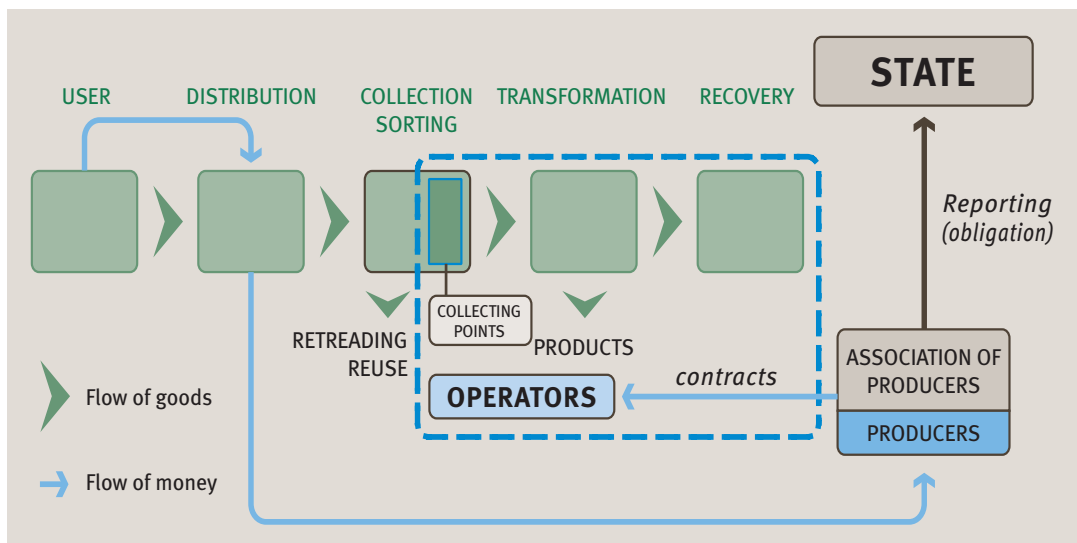 STATE
USER
DISTRIBUTION
COLLECTION
SORTING
TRANSFORMATION
RECOVERY
Reporting
(obligation)
COLLECTING
POINTS
RETREADING
REUSE
PRODUCTS
ASSOCIATION OF
PRODUCERS
PRODUCERS
contracts
OPERATORS
Flow of goods
Flow of money